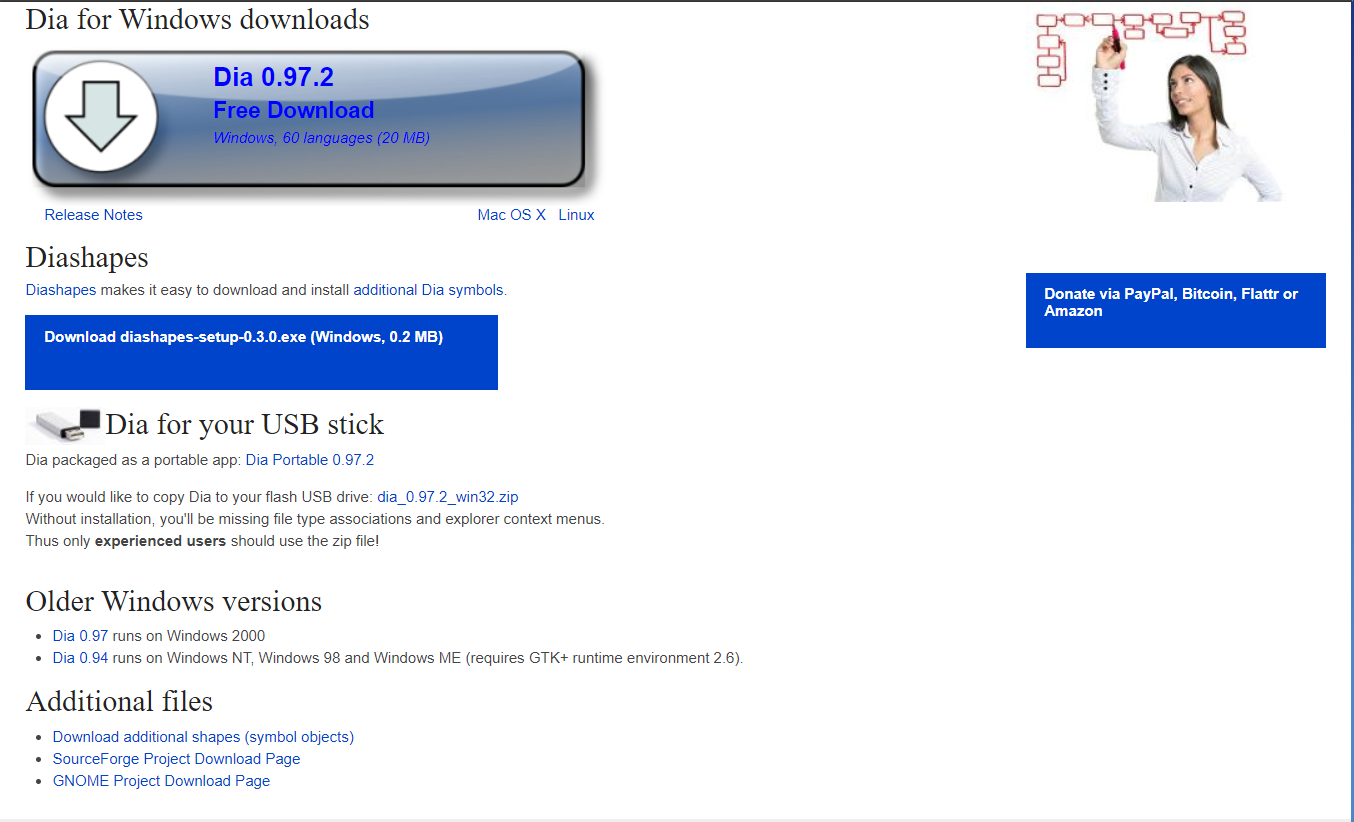 Dia for Windows downloads
Dia 0.97.2
Free Download
Windows, 60 languages (20 MB)
Release Notes
Mac OS X Linux
Diashapes
Diashapes makes it easy to download and install additional Dia symbols.
Download diashapes-setup-0.3.0.exe (Windows, 0.2 MB)
Donate via PayPal, Bitcoin, Flattr or
Amazon
Dia for your USB stick
Dia packaged as a portable app: Dia Portable 0.97.2
If you would like to copy Dia to your flash USB drive: dia_0.97.2_win32.zip
Without installation, you'll be missing file type associations and explorer context menus.
Thus only experienced users should use the zip file!
Older Windows versions
Dia 0.97 runs on Windows 2000
Dia 0.94 runs on Windows NT, Windows 98 and Windows ME (requires GTK+ runtime environment 2.6).
Additional files
Download additional shapes (symbol objects)
SourceForge Project Download Page
GNOME Project Download Page